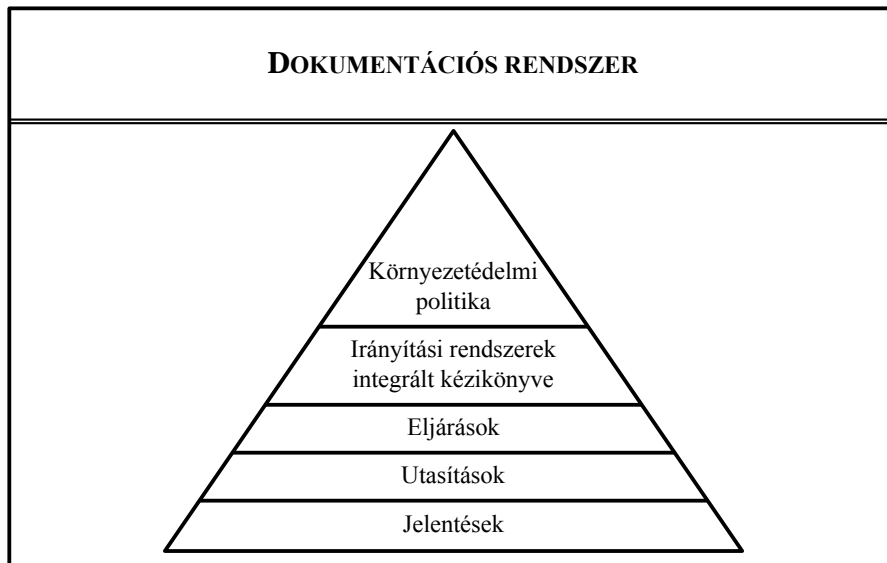 DOKUMENTÁCIÓS RENDSZER
Környezetédelmi
politika
Irányítási rendszerek
integrált kézikönyve
Eljárások
Utasítások
Jelentések